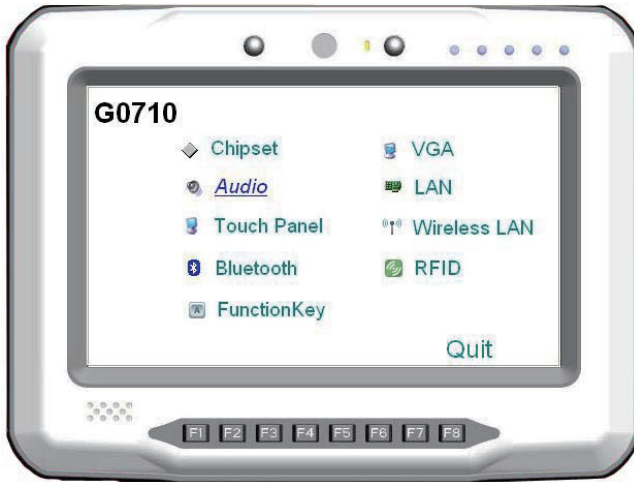 G0710
Chipset
VGA
Audio
LAN
Touch Panel
Wireless LAN
Bluetooth
RFID
FunctionKey
Quit
F1 F2 F3 F4 F5 F6 F7 F8